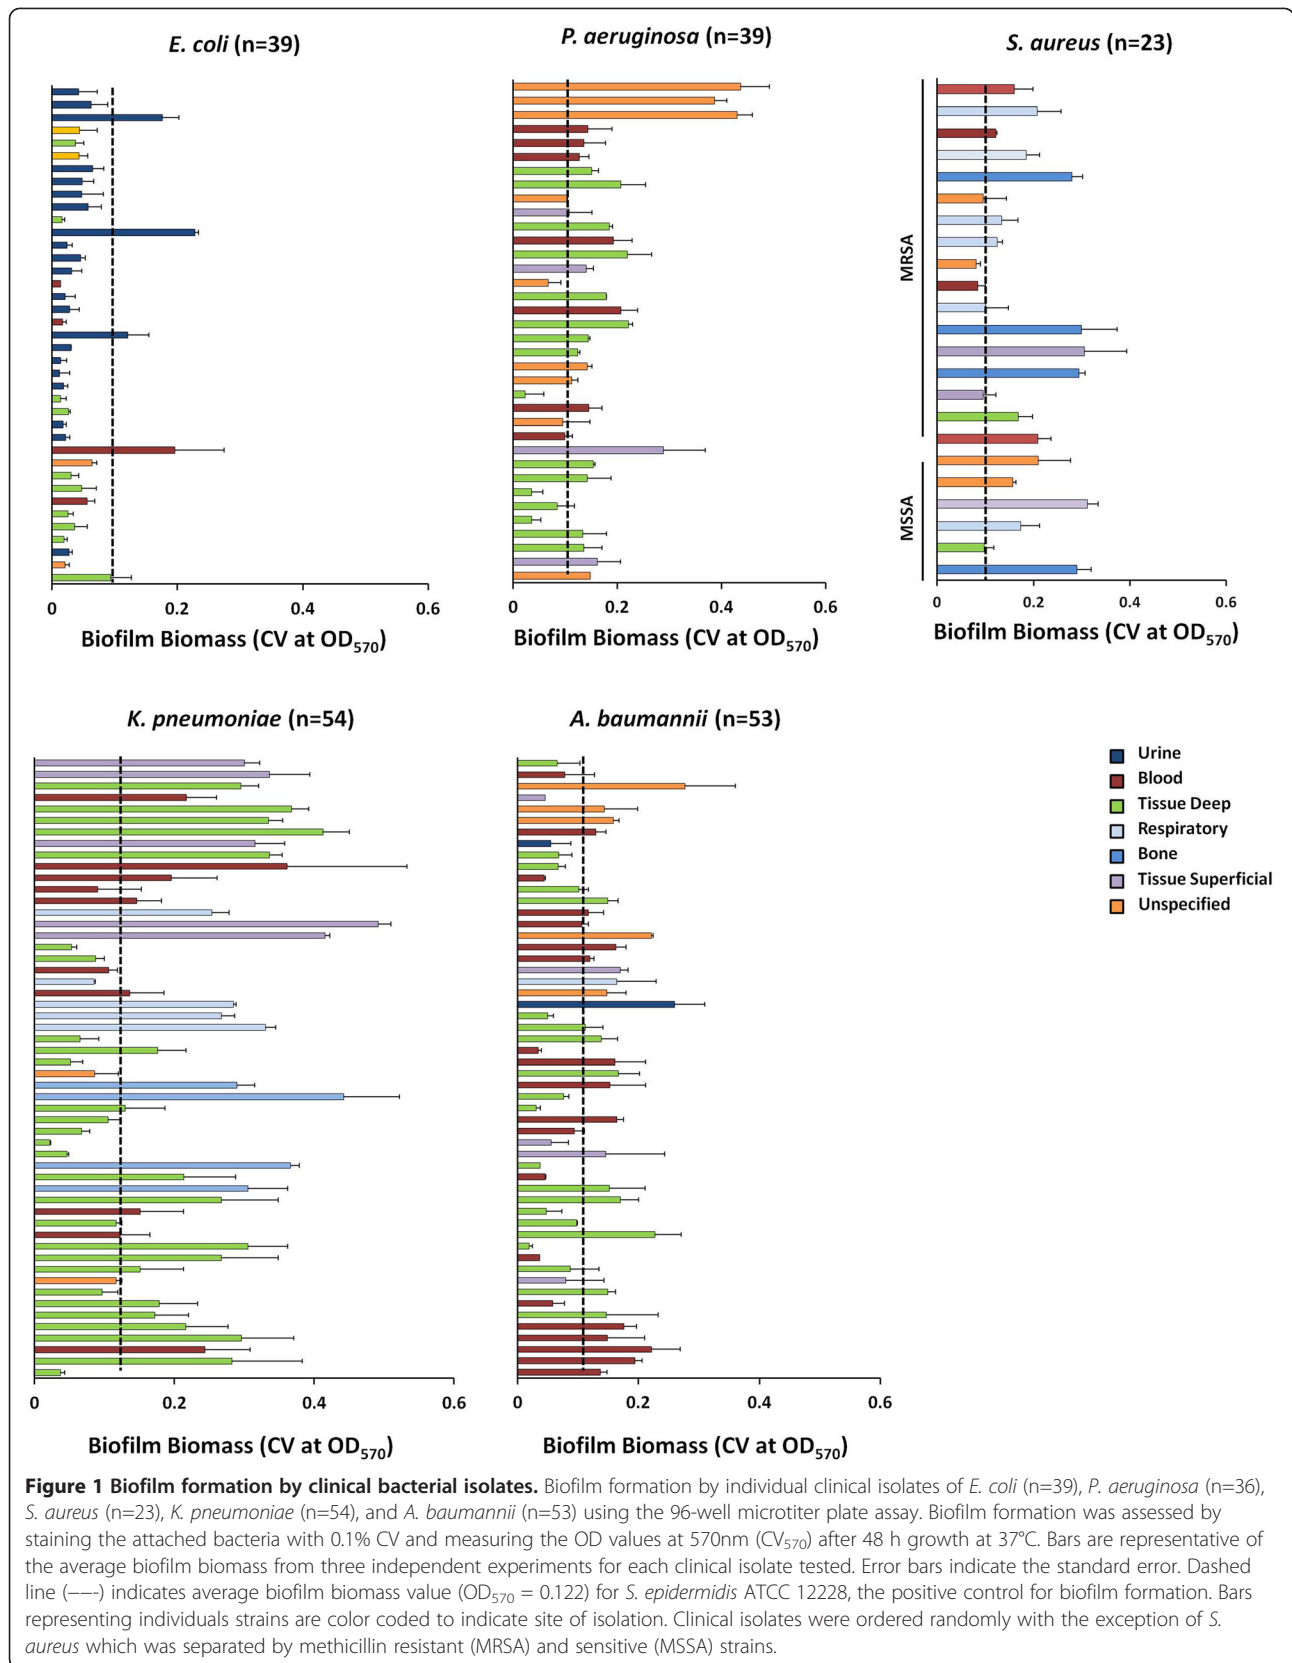 E. coli (n=39)
P. aeruginosa (n=39)
S. aureus (n=23)
MRSA
MSSA
0 0.2 0.4 0.6
Biofilm Biomass (CV at OD570)
0 0.2 0.4 0.6
Biofilm Biomass (CV at OD570)
0 0.2 0.4 0.6
Biofilm Biomass (CV at OD570)
K. pneumoniae (n=54)
A. baumannii (n=53)
Urine
Blood
Tissue Deep
Respiratory
Bone
Tissue Superficial
Unspecified
0 0.2 0.4 0.6
Biofilm Biomass (CV at OD570)
0 0.2 0.4 0.6
Biofilm Biomass (CV at OD570)
Figure 1 Biofilm formation by clinical bacterial isolates. Biofilm formation by individual clinical isolates of E. coli (n=39), P. aeruginosa (n=36),
S. aureus (n=23), K. pneumoniae (n=54), and A. baumannii (n=53) using the 96-well microtiter plate assay. Biofilm formation was assessed by
staining the attached bacteria with 0.1% CV and measuring the OD values at 570nm (CV570) after 48 h growth at 37°C. Bars are representative of
the average biofilm biomass from three independent experiments for each clinical isolate tested. Error bars indicate the standard error. Dashed
line (––-) indicates average biofilm biomass value (OD570 = 0.122) for S. epidermidis ATCC 12228, the positive control for biofilm formation. Bars
representing individuals strains are color coded to indicate site of isolation. Clinical isolates were ordered randomly with the exception of S.
aureus which was separated by methicillin resistant (MRSA) and sensitive (MSSA) strains.